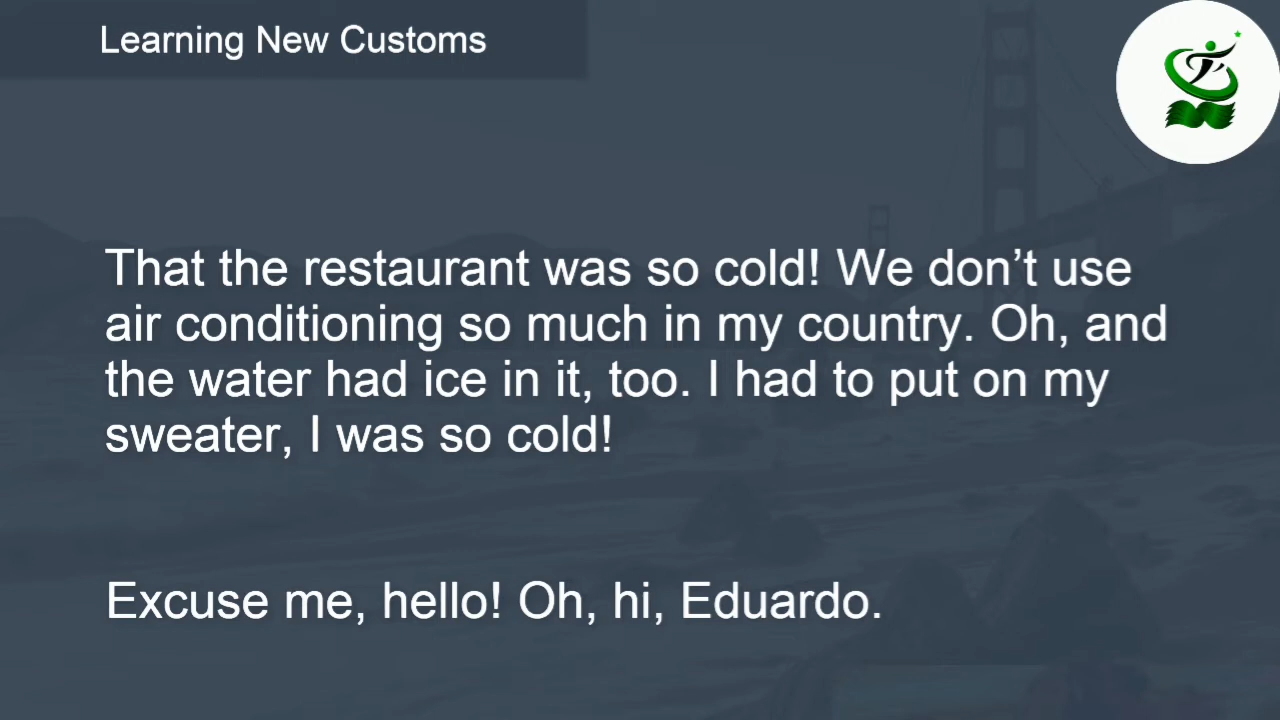 Learning New Customs
That the restaurant was so cold! We don’t use
air conditioning so much in my country. Oh, and
the water had ice in it, too. I had to put on my
sweater, I was so cold!
Excuse me, hello! Oh, hi, Eduardo.